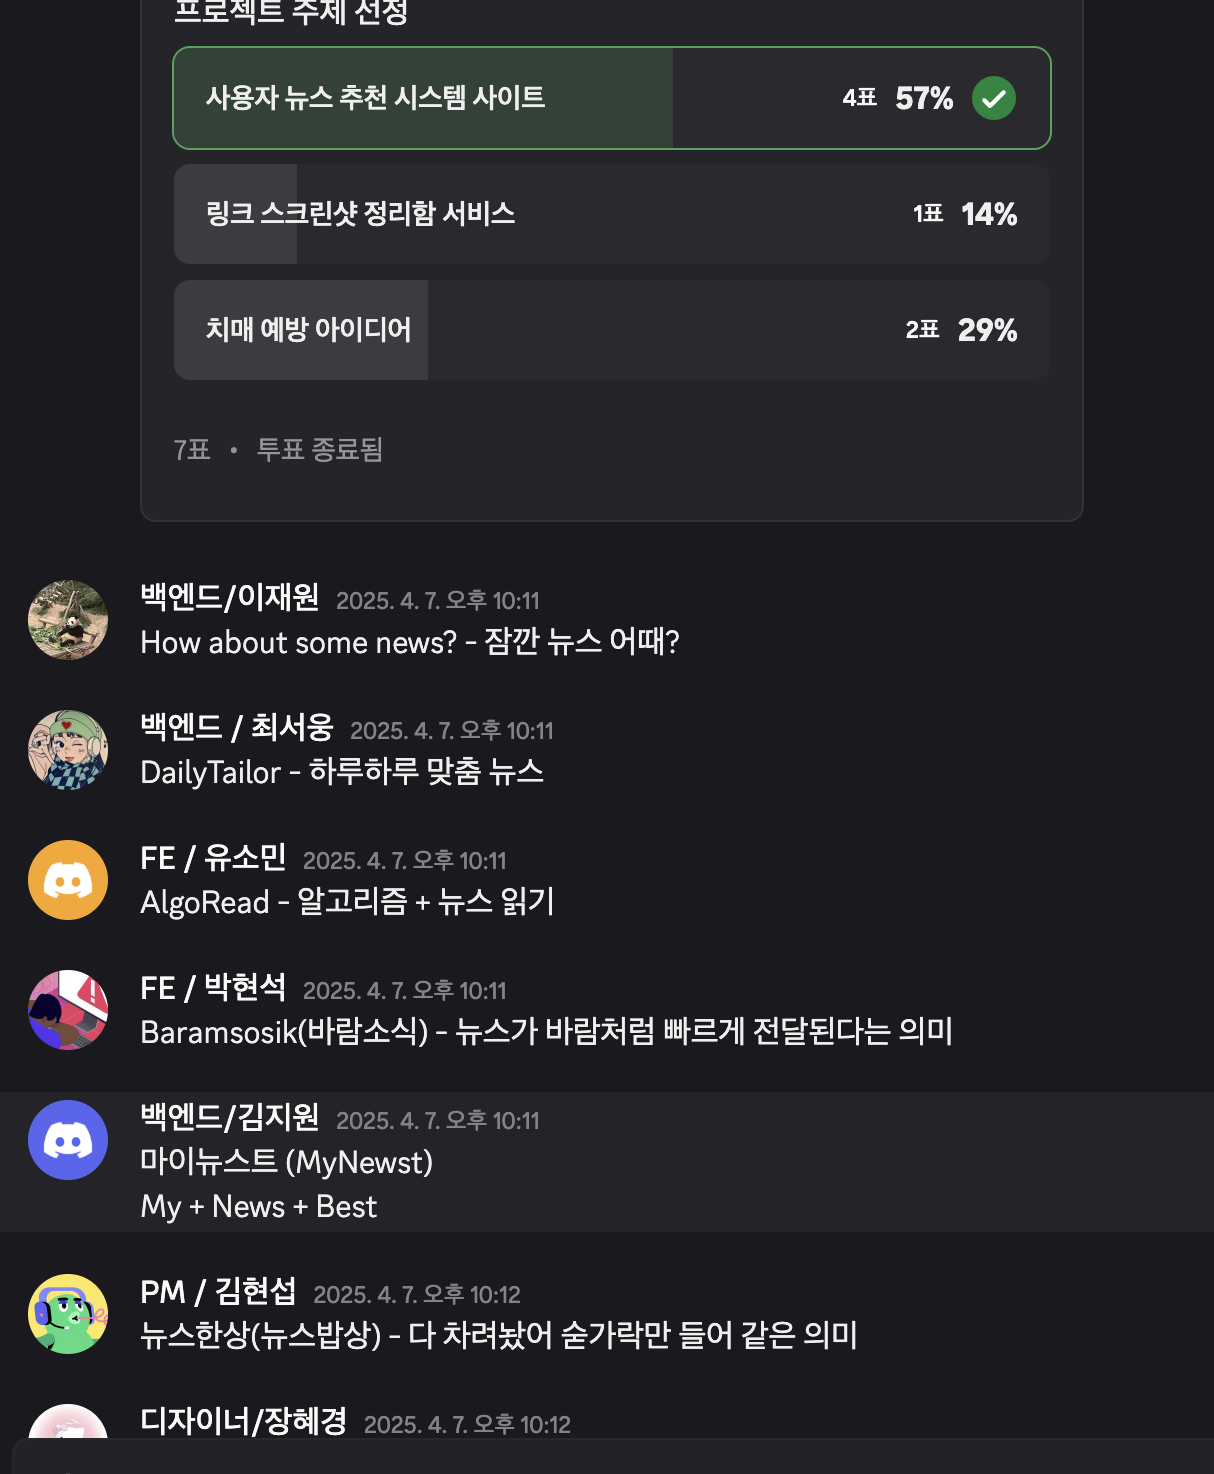 프로젝트 주제 선정
사용자 뉴스 추천 시스템 사이트 4표 57%
링크 스크린샷 정리함 서비스 1표 14%
치매 예방 아이디어 2표 29%
7표 • 투표 종료됨
백엔드/이재원 2025. 4. 7. 오후 10:11
How about some news? - 잠깐 뉴스 어때?
백엔드 / 최서웅 2025. 4. 7. 오후 10:11
DailyTailor - 하루하루 맞춤 뉴스
FE / 유소민 2025. 4. 7. 오후 10:11
AlgoRead - 알고리즘 + 뉴스 읽기
FE / 박현석 2025. 4. 7. 오후 10:11
Baramsosik(바람소식) - 뉴스가 바람처럼 빠르게 전달된다는 의미
백엔드/김지원 2025. 4. 7. 오후 10:11
마이뉴스트 (MyNewst)
My + News + Best
PM / 김현섭 2025. 4. 7. 오후 10:12
뉴스한상(뉴스밥상) - 다 차려놨어 숟가락만 들어 같은 의미
디자이너/장혜경 2025. 4. 7. 오후 10:12